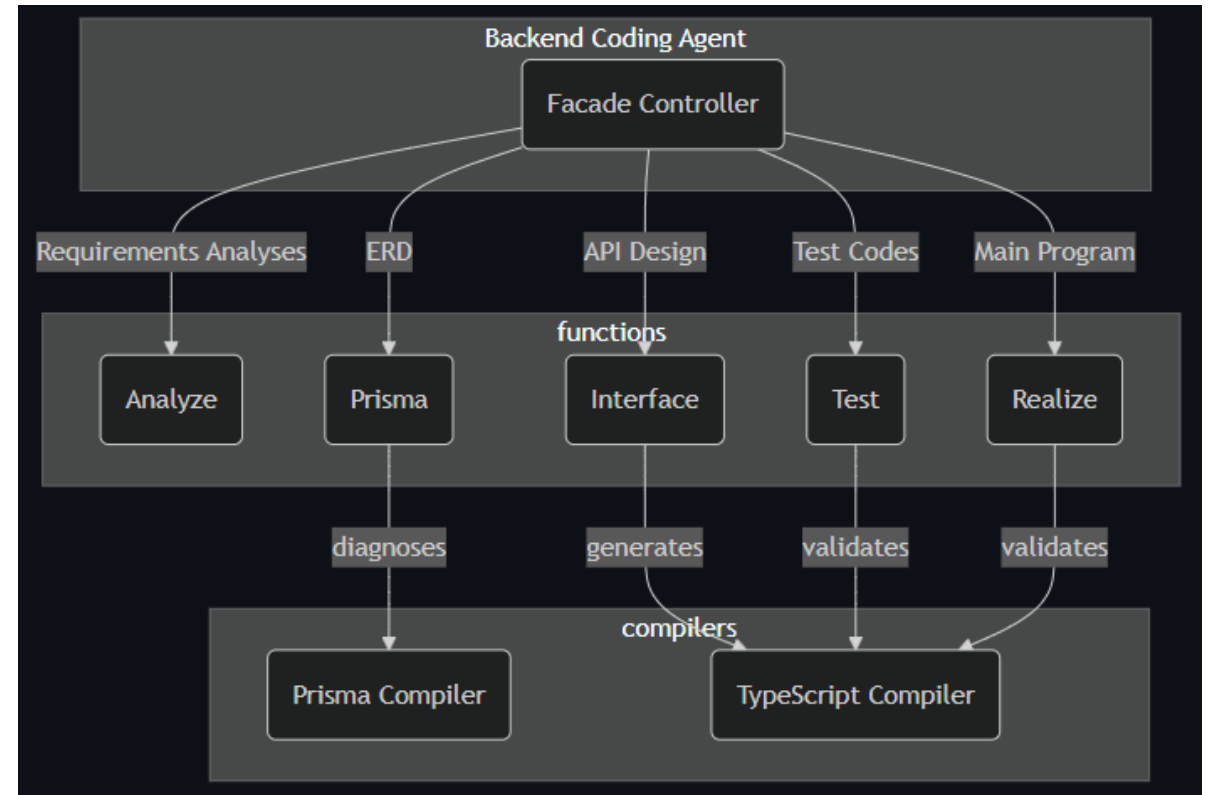 Backend Coding Agent
Facade Controller
Requirements Analyses
ERD
API Design
Test Codes
Main Program
functions
Analyze
Prisma
Interface
Test
Realize
diagnoses
generates
validates
validates
compilers
Prisma Compiler
TypeScript Compiler